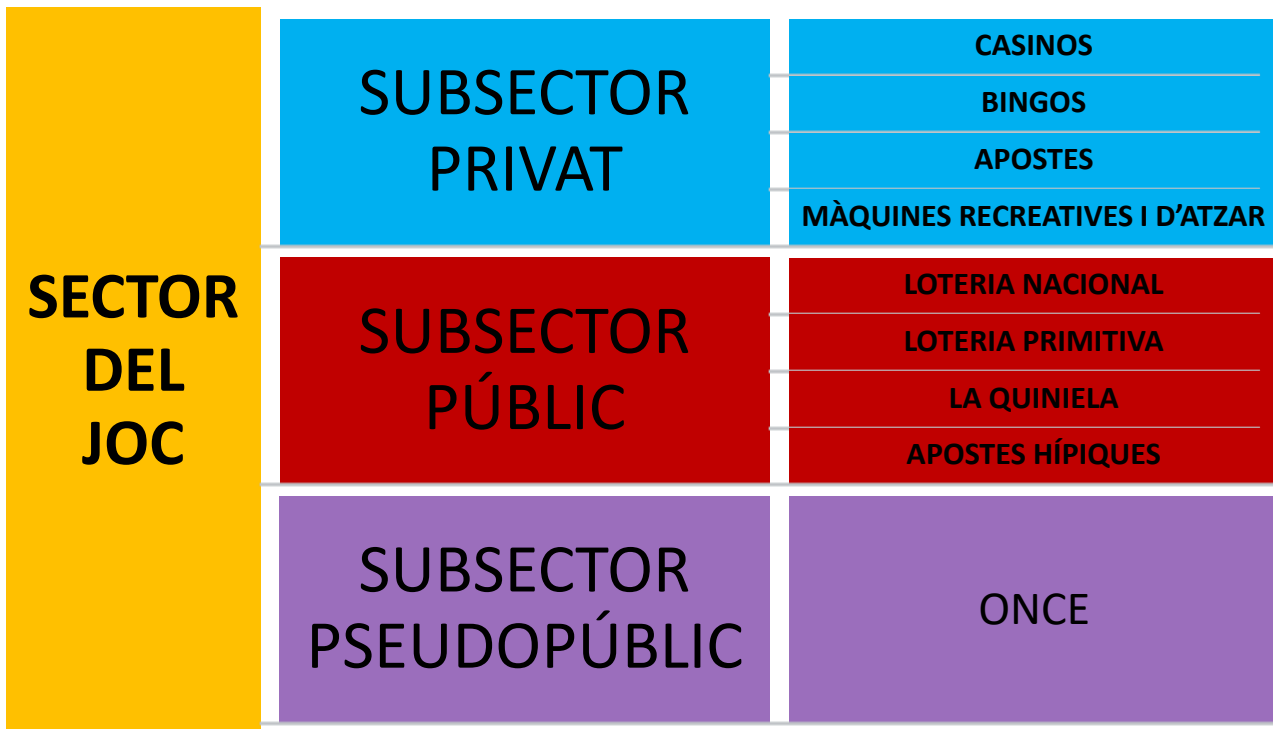 SECTOR
DEL
JOC
SUBSECTOR
PRIVAT
CASINOS
BINGOS
APOSTES
MÀQUINES RECREATIVES I D’ATZAR
SUBSECTOR
PÚBLIC
LOTERIA NACIONAL
LOTERIA PRIMITIVA
LA QUINIELA
APOSTES HÍPIQUES
SUBSECTOR
PSEUDOPÚBLIC
ONCE